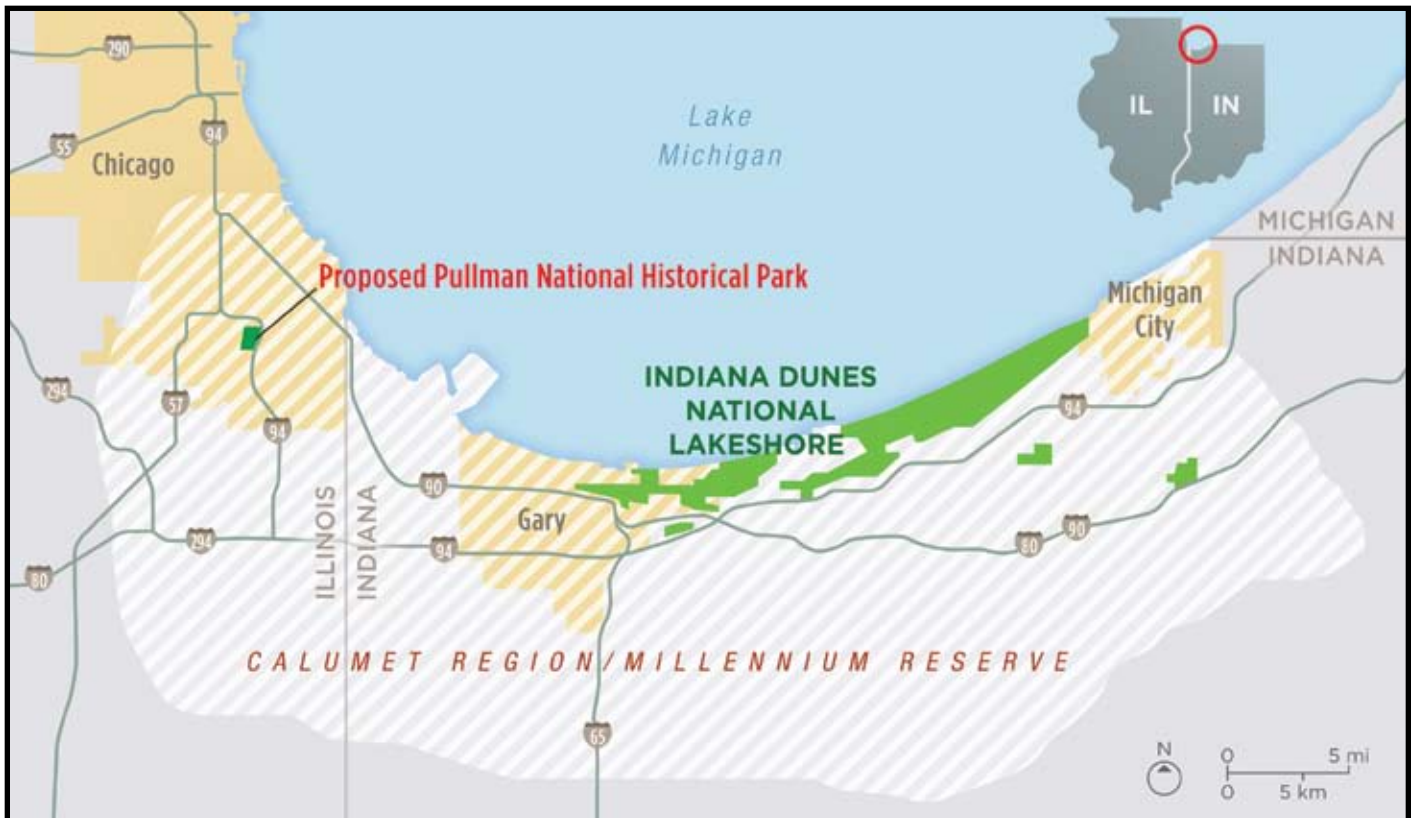 290
55
94
Chicago
Lake
Michigan
IL
IN
MICHIGAN
INDIANA
Proposed Pullman National Historical Park
Michigan
City
INDIANA DUNES
NATIONAL
LAKESHORE
294
57
94
94
90
Gary
ILLINOIS
INDIANA
294
94
80
90
80
CALUMET REGION/MILLENNIUM RESERVE
65
N
0 5 mi
0 5 km